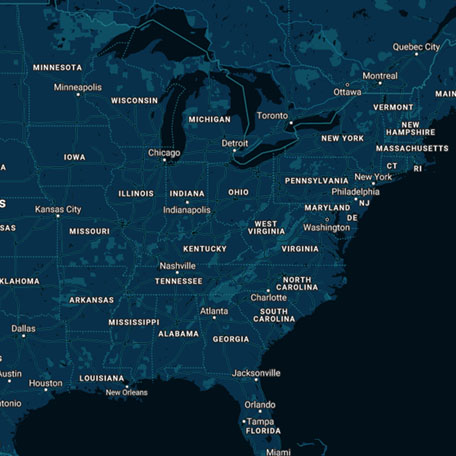 Quebec City
Montreal
Ottawa
MINNESOTA
Minneapolis
WISCONSIN
VERMONT
MAIN
MICHIGAN
Toronto
NEW
HAMPSHIRE
NEW YORK
Detroit
MASSACHUSETTS
Chicago
IOWA
A
CT
RI
New York
PENNSYLVANIA
Philadelphia
ILLINOIS
INDIANA
OHIO
NJ
S
Kansas City
Indianapolis
MARYLAND
DE
SAS
MISSOURI
WEST
VIRGINIA
Washington
KENTUCKY
VIRGINIA
Nashville
TENNESSEE
KLAHOMA
NORTH
CAROLINA
Charlotte
ARKANSAS
Atlanta
SOUTH
CAROLINA
MISSISSIPPI
Dallas
ALABAMA
GEORGIA
S
Austin
Houston
LOUISIANA
Jacksonville
New Orleans
tonio
Orlando
Tampa
FLORIDA
Miami